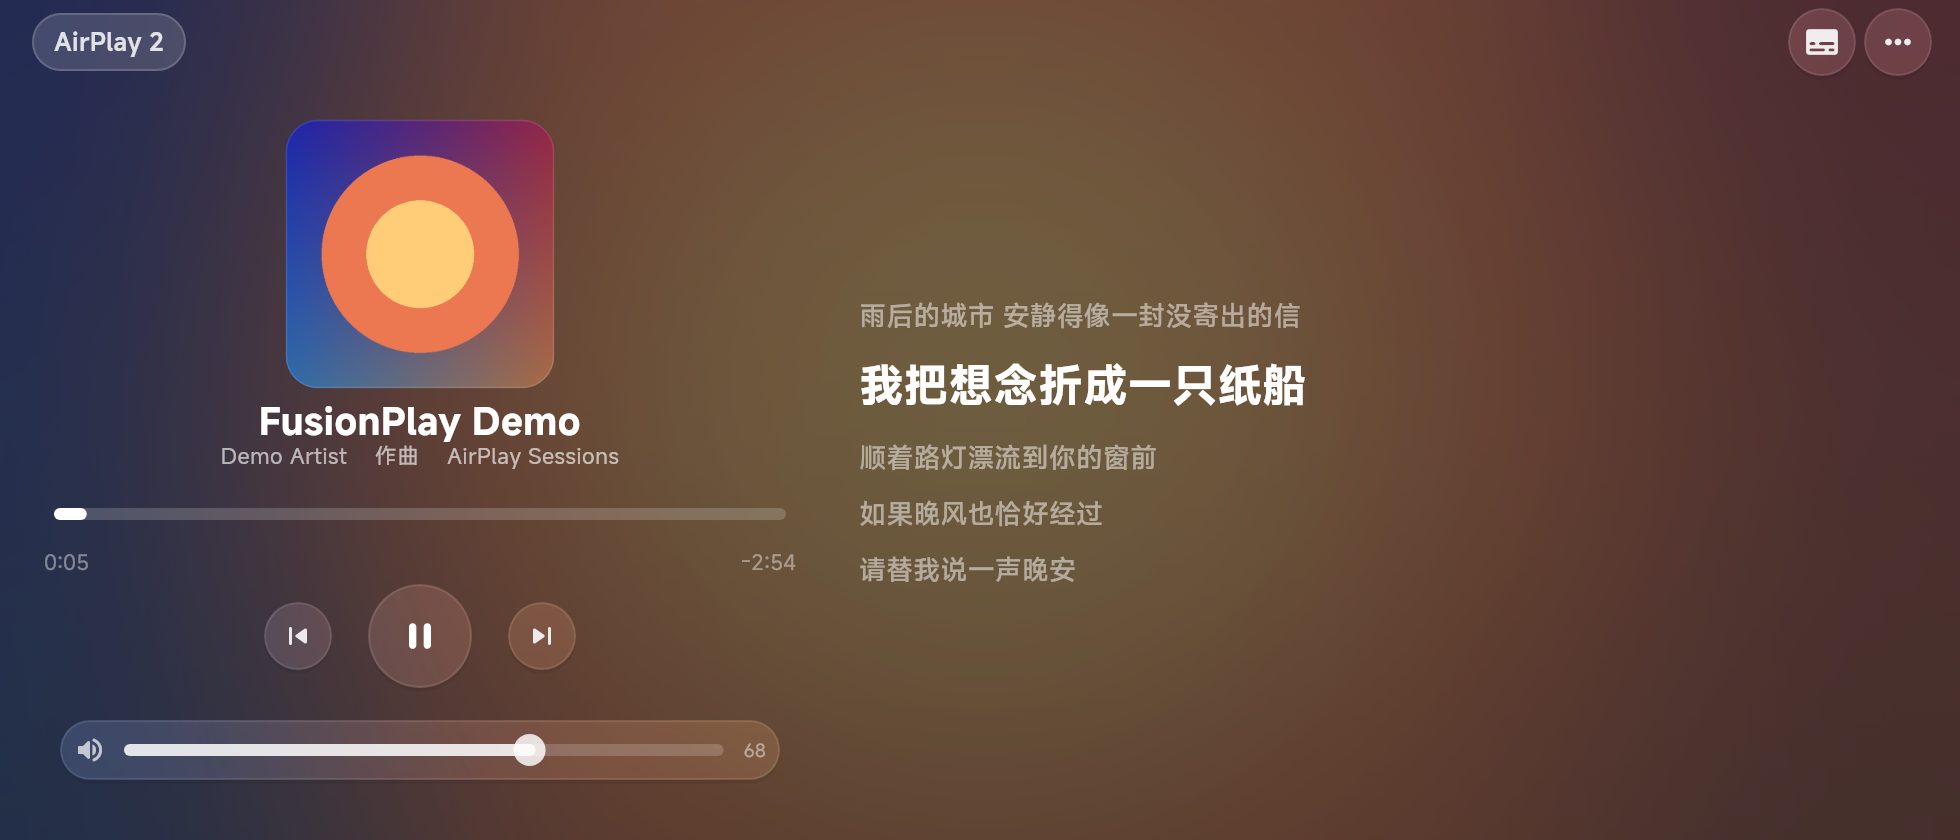 AirPlay 2
FusionPlay Demo
Demo Artist 作曲 AirPlay Sessions
0:05
-2:54
68
雨后的城市 安静得像一封没寄出的信
我把想念折成一只纸船
顺着路灯漂流到你的窗前
如果晚风也恰好经过
请替我说一声晚安